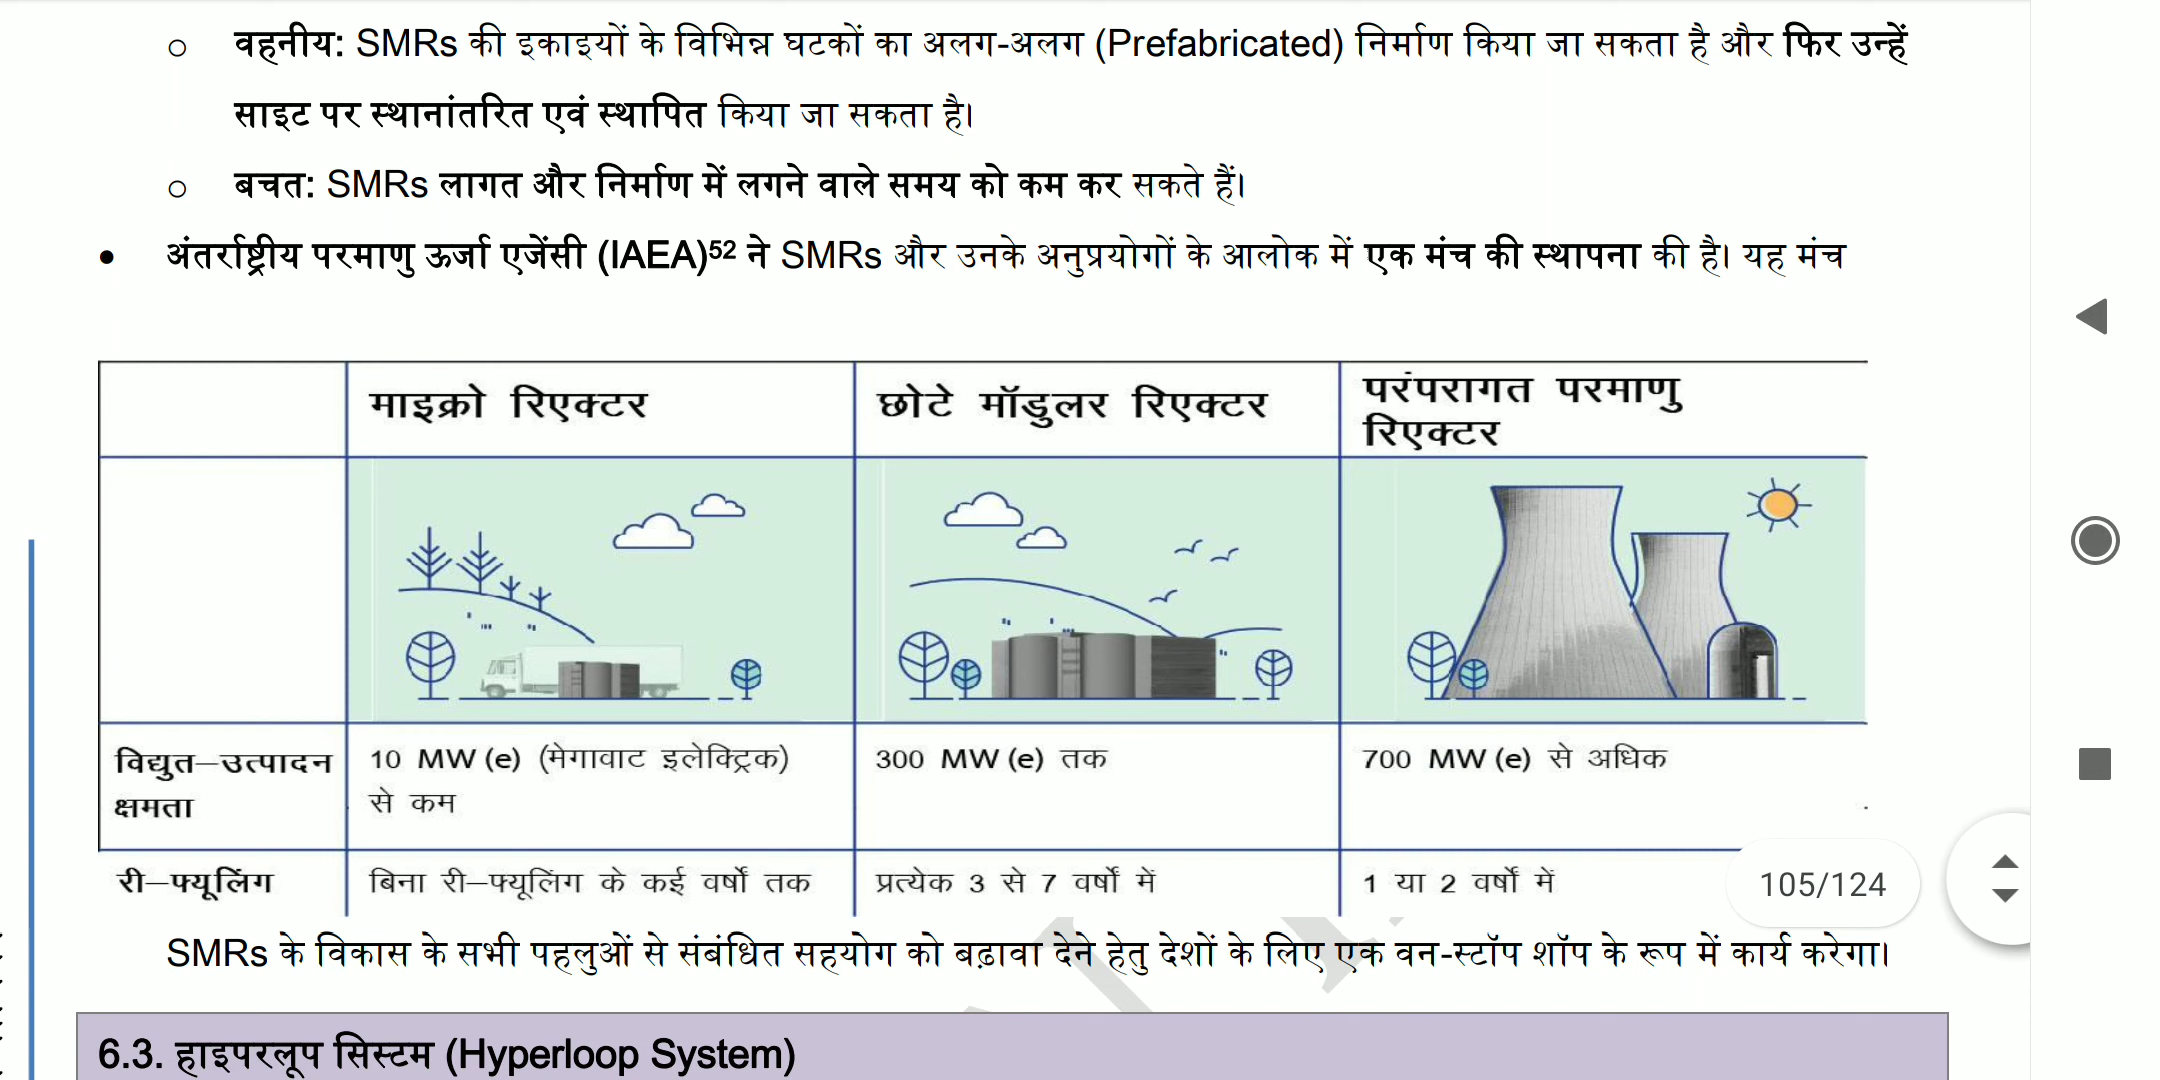 ○ वहनीय: SMRs की इकाइयों के विभिन्न घटकों का अलग-अलग (Prefabricated) निर्माण किया जा सकता है और फिर उन्हें
साइट पर स्थानांतरित एवं स्थापित किया जा सकता है।
○ बचत: SMRs लागत और निर्माण में लगने वाले समय को कम कर सकते हैं।
• अंतर्राष्ट्रीय परमाणु ऊर्जा एजेंसी (IAEA)52 ने SMRs और उनके अनुप्रयोगों के आलोक में एक मंच की स्थापना की है। यह मंच
माइक्रो रिएक्टर
छोटे मॉडुलर रिएक्टर
परंपरागत परमाणु
रिएक्टर
विद्युत–उत्पादन
क्षमता
10 MW (e) (मेगावाट इलेक्ट्रिक)
से कम
300 MW (e) तक
700 MW (e) से अधिक
री–फ्यूलिंग
बिना री–फ्यूलिंग के कई वर्षों तक
प्रत्येक 3 से 7 वर्षों में
1 या 2 वर्षों में
105/124
SMRs के विकास के सभी पहलुओं से संबंधित सहयोग को बढ़ावा देने हेतु देशों के लिए एक वन-स्टॉप शॉप के रूप में कार्य करेगा।
6.3. हाइपरलूप सिस्टम (Hyperloop System)